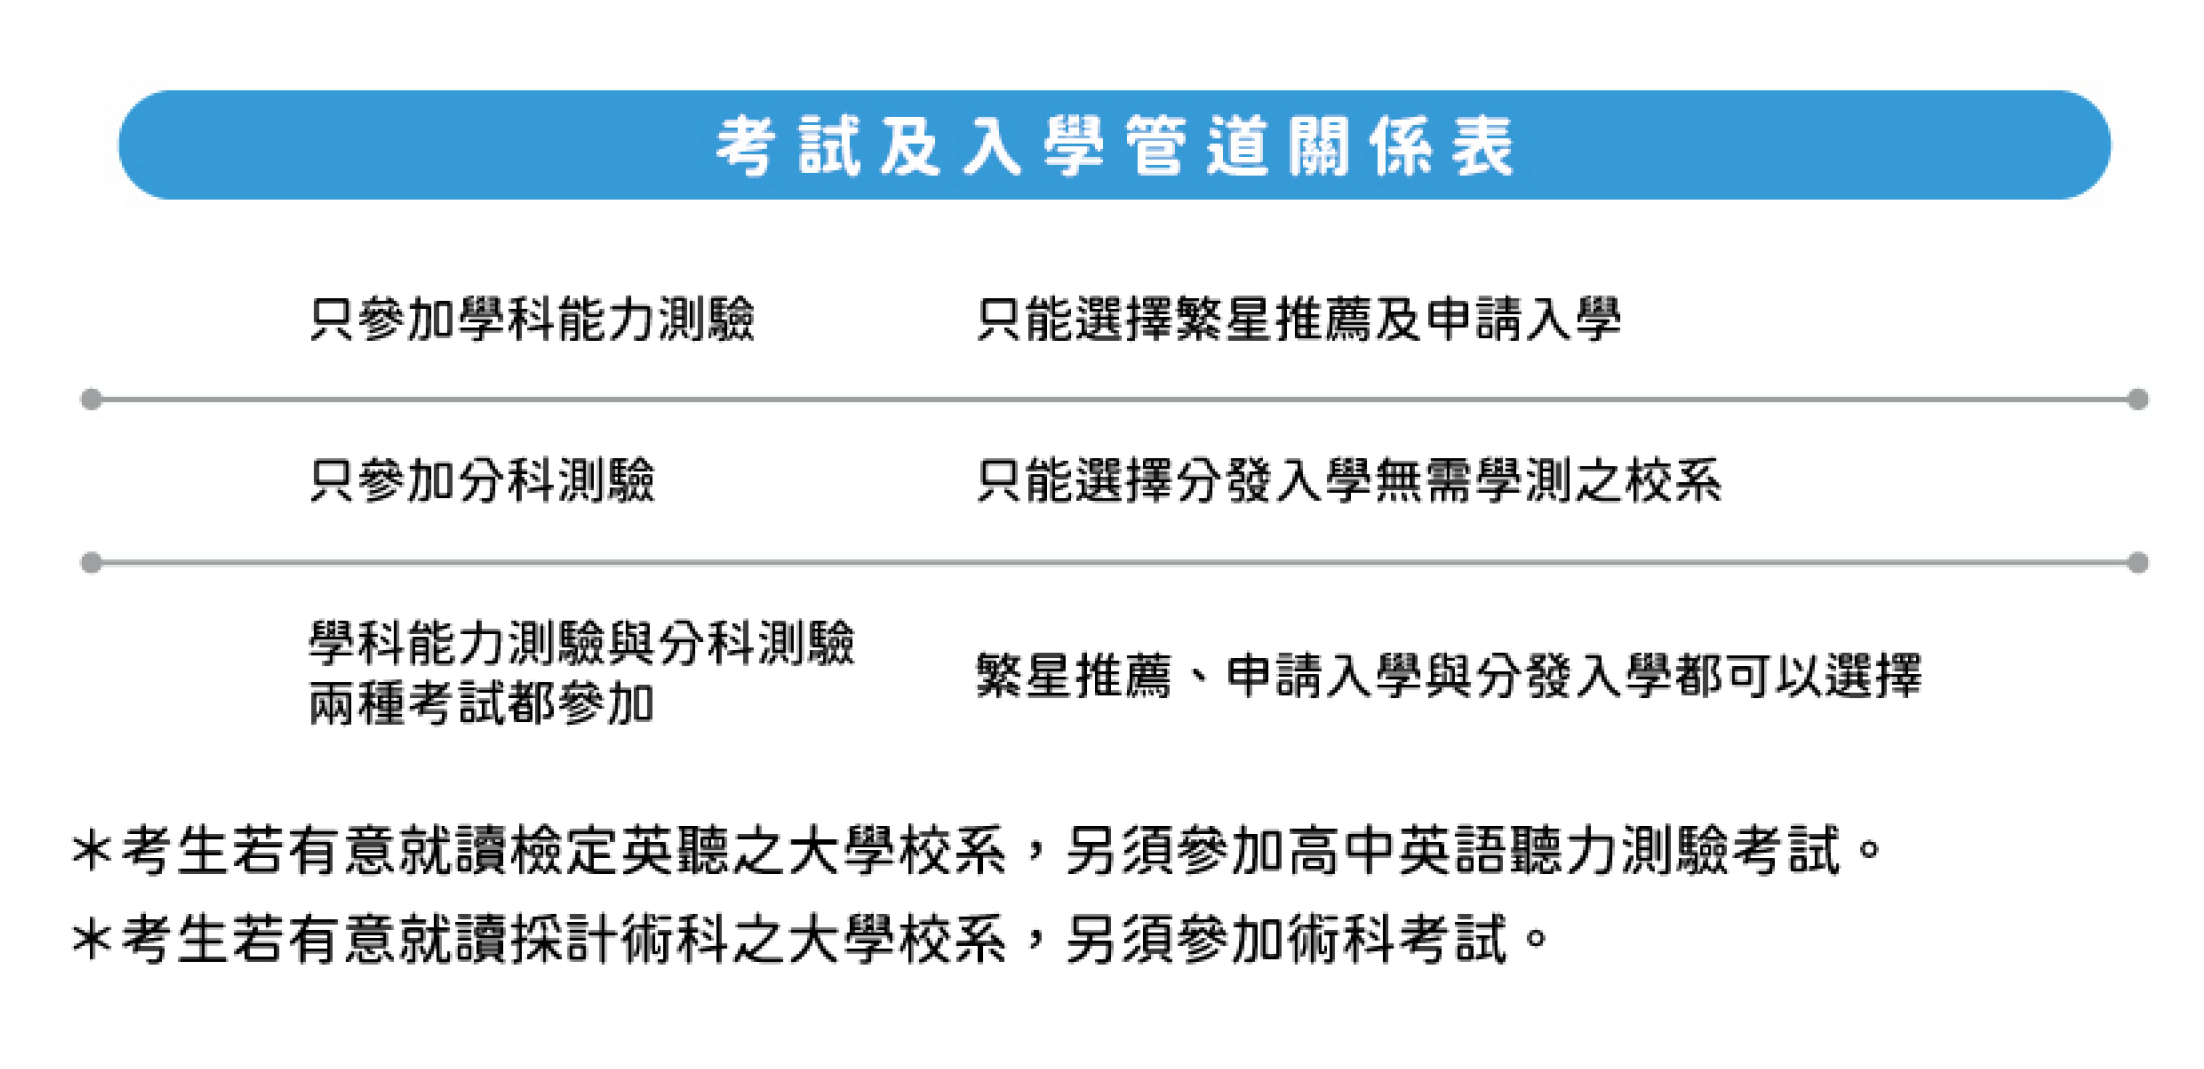 考試及入學管道關係表
只參加學科能力測驗
只能選擇繁星推薦及申請入學
只參加分科測驗
只能選擇分發入學無需學測之校系
學科能力測驗與分科測驗
兩種考試都參加
繁星推薦、申請入學與分發入學都可以選擇
＊考生若有意就讀檢定英聽之大學校系，另須參加高中英語聽力測驗考試。
＊考生若有意就讀採計術科之大學校系，另須參加術科考試。